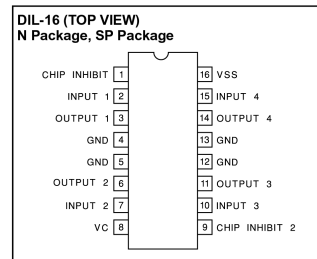 DIL-16 (TOP VIEW)
N Package, SP Package
CHIP INHIBIT 1 16 VSS
INPUT 1 2 15 INPUT 4
OUTPUT 1 3 14 OUTPUT 4
GND 4 13 GND
GND 5 12 GND
OUTPUT 2 6 11 OUTPUT 3
INPUT 2 7 10 INPUT 3
VC 8 9 CHIP INHIBIT 2